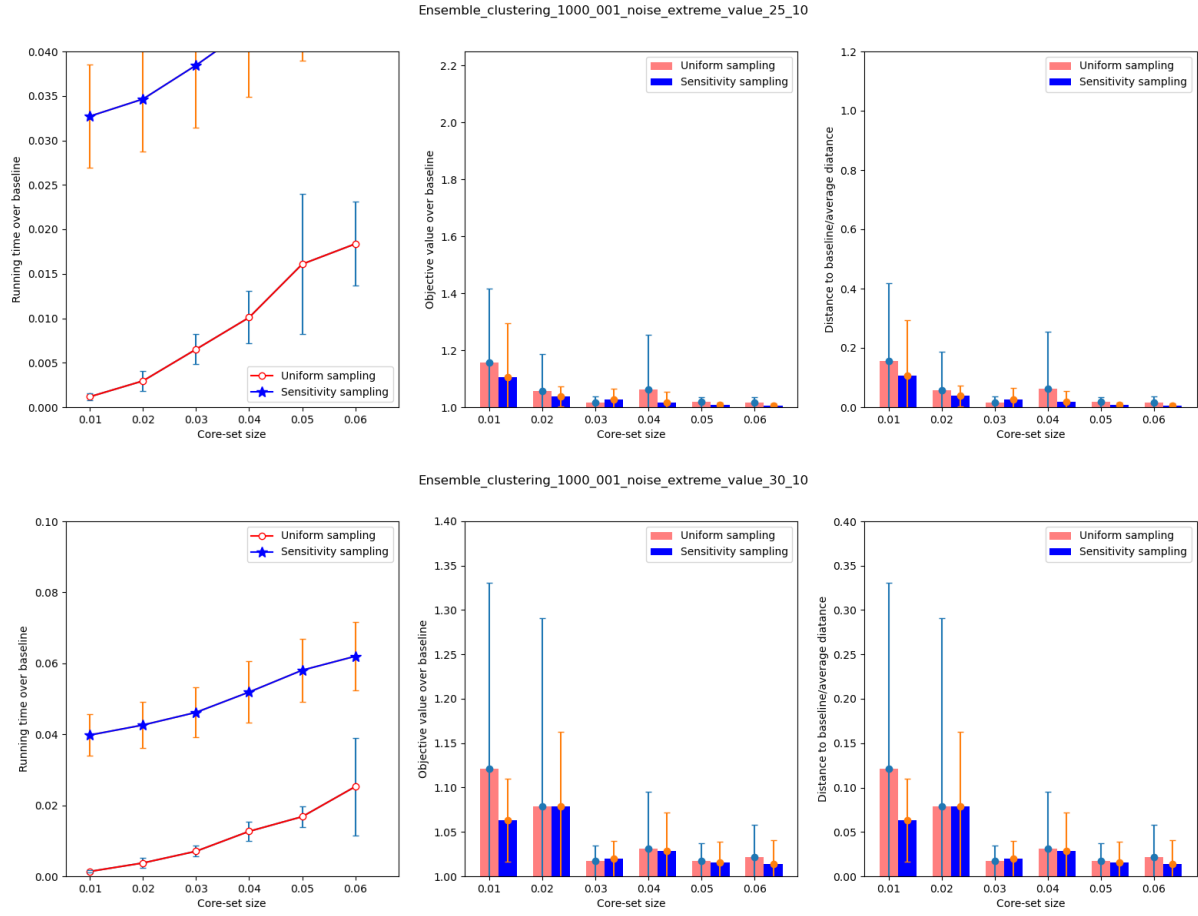 Ensemble_clustering_1000_001_noise_extreme_value_25_10
0.040
0.035
0.030
0.025
0.020
0.015
0.010
0.005
0.000
Running time over baseline
Uniform sampling
Sensitivity sampling
0.01 0.02 0.03 0.04 0.05 0.06
Core-set size
2.2
2.0
1.8
1.6
1.4
1.2
1.0
Objective value over baseline
Uniform sampling
Sensitivity sampling
0.01 0.02 0.03 0.04 0.05 0.06
Core-set size
1.2
1.0
0.8
0.6
0.4
0.2
0.0
Distance to baseline/average diatance
Uniform sampling
Sensitivity sampling
0.01 0.02 0.03 0.04 0.05 0.06
Core-set size
Ensemble_clustering_1000_001_noise_extreme_value_30_10
0.10
0.08
0.06
0.04
0.02
0.00
Running time over baseline
Uniform sampling
Sensitivity sampling
0.01 0.02 0.03 0.04 0.05 0.06
Core-set size
1.40
1.35
1.30
1.25
1.20
1.15
1.10
1.05
1.00
Objective value over baseline
Uniform sampling
Sensitivity sampling
0.01 0.02 0.03 0.04 0.05 0.06
Core-set size
0.40
0.35
0.30
0.25
0.20
0.15
0.10
0.05
0.00
Distance to baseline/average diatance
Uniform sampling
Sensitivity sampling
0.01 0.02 0.03 0.04 0.05 0.06
Core-set size